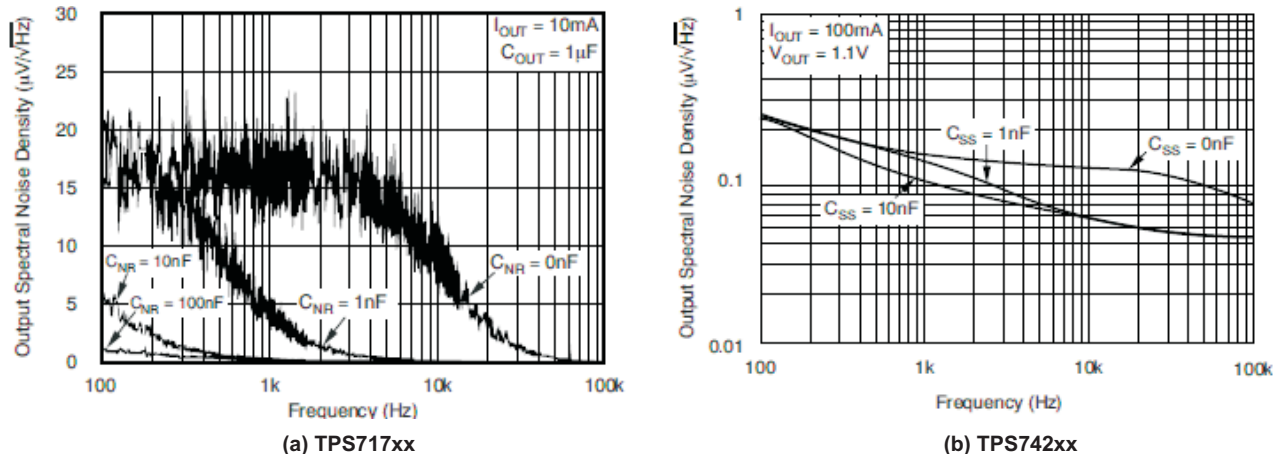 Output Spectral Noise Density (µV/√Hz)
30
25
20
15
10
5
0
I_OUT = 10mA
C_OUT = 1µF
C_NR = 10nF
C_NR = 100nF
C_NR = 1nF
C_NR = 0nF
100
1k
10k
100k
Frequency (Hz)
(a) TPS717xx
Output Spectral Noise Density (µV/√Hz)
1
0.1
0.01
I_OUT = 100mA
V_OUT = 1.1V
C_SS = 1nF
C_SS = 0nF
C_SS = 10nF
100
1k
10k
100k
Frequency (Hz)
(b) TPS742xx